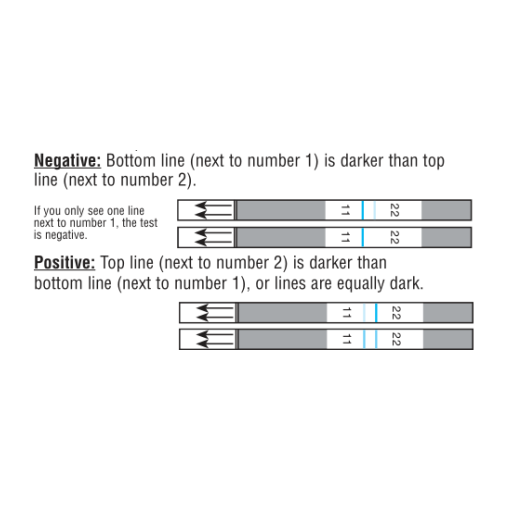 Negative: Bottom line (next to number 1) is darker than top
line (next to number 2).
If you only see one line
next to number 1, the test
is negative.
11 22
11 22
Positive: Top line (next to number 2) is darker than
bottom line (next to number 1), or lines are equally dark.
11 22
11 22